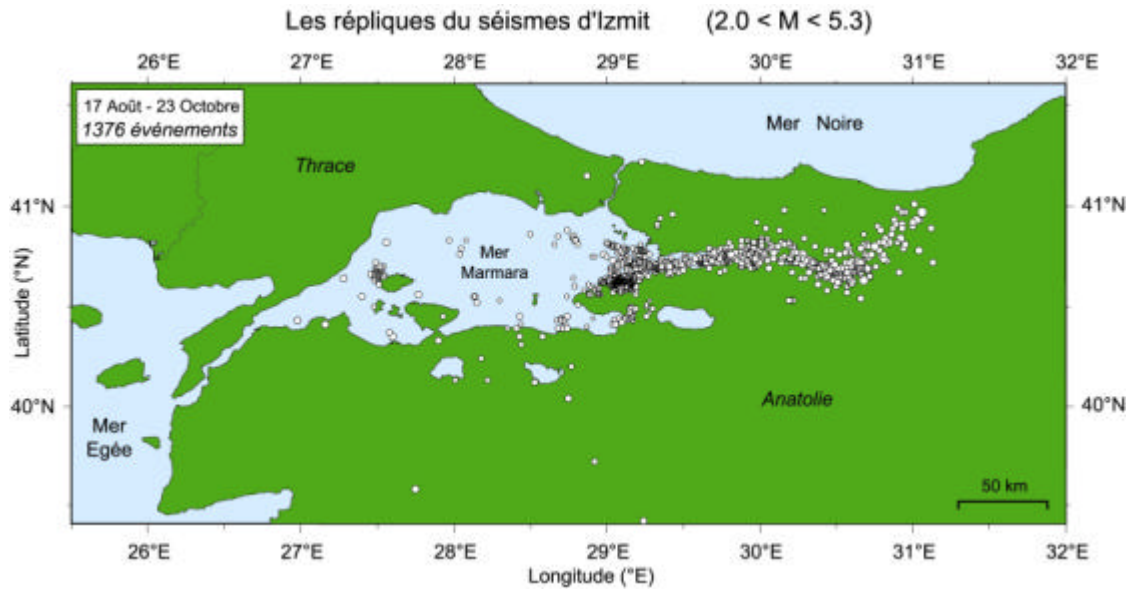 Les répliques du séismes d'Izmit (2.0 < M < 5.3)
26°E 27°E 28°E 29°E 30°E 31°E 32°E
17 Août - 23 Octobre
1376 événements
Mer Noire
Thrace
41°N 41°N
Mer
Marmara
Latitude (°N)
Anatolie
40°N 40°N
Mer
Egée
50 km
26°E 27°E 28°E 29°E 30°E 31°E 32°E
Longitude (°E)